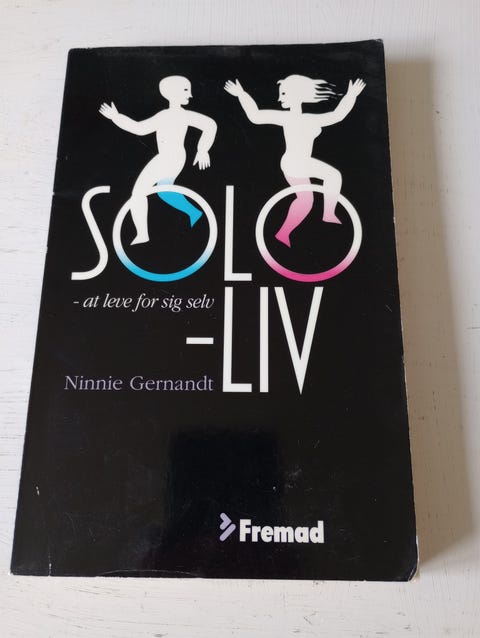 SOLO
- at leve for sig selv
-LIV
Ninnie Gernandt
Fremad